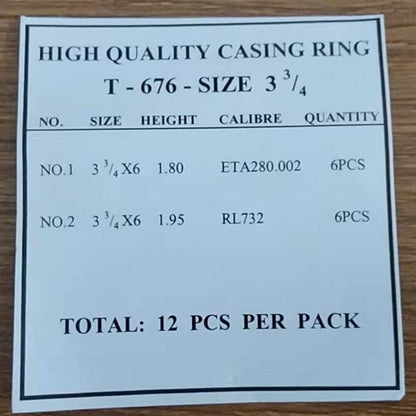 HIGH QUALITY CASING RING
T - 676 - SIZE 3 3/4
NO. SIZE HEIGHT CALIBRE QUANTITY
NO.1 3 3/4 X6 1.80 ETA280.002 6PCS
NO.2 3 3/4 X6 1.95 RL732 6PCS
TOTAL: 12 PCS PER PACK